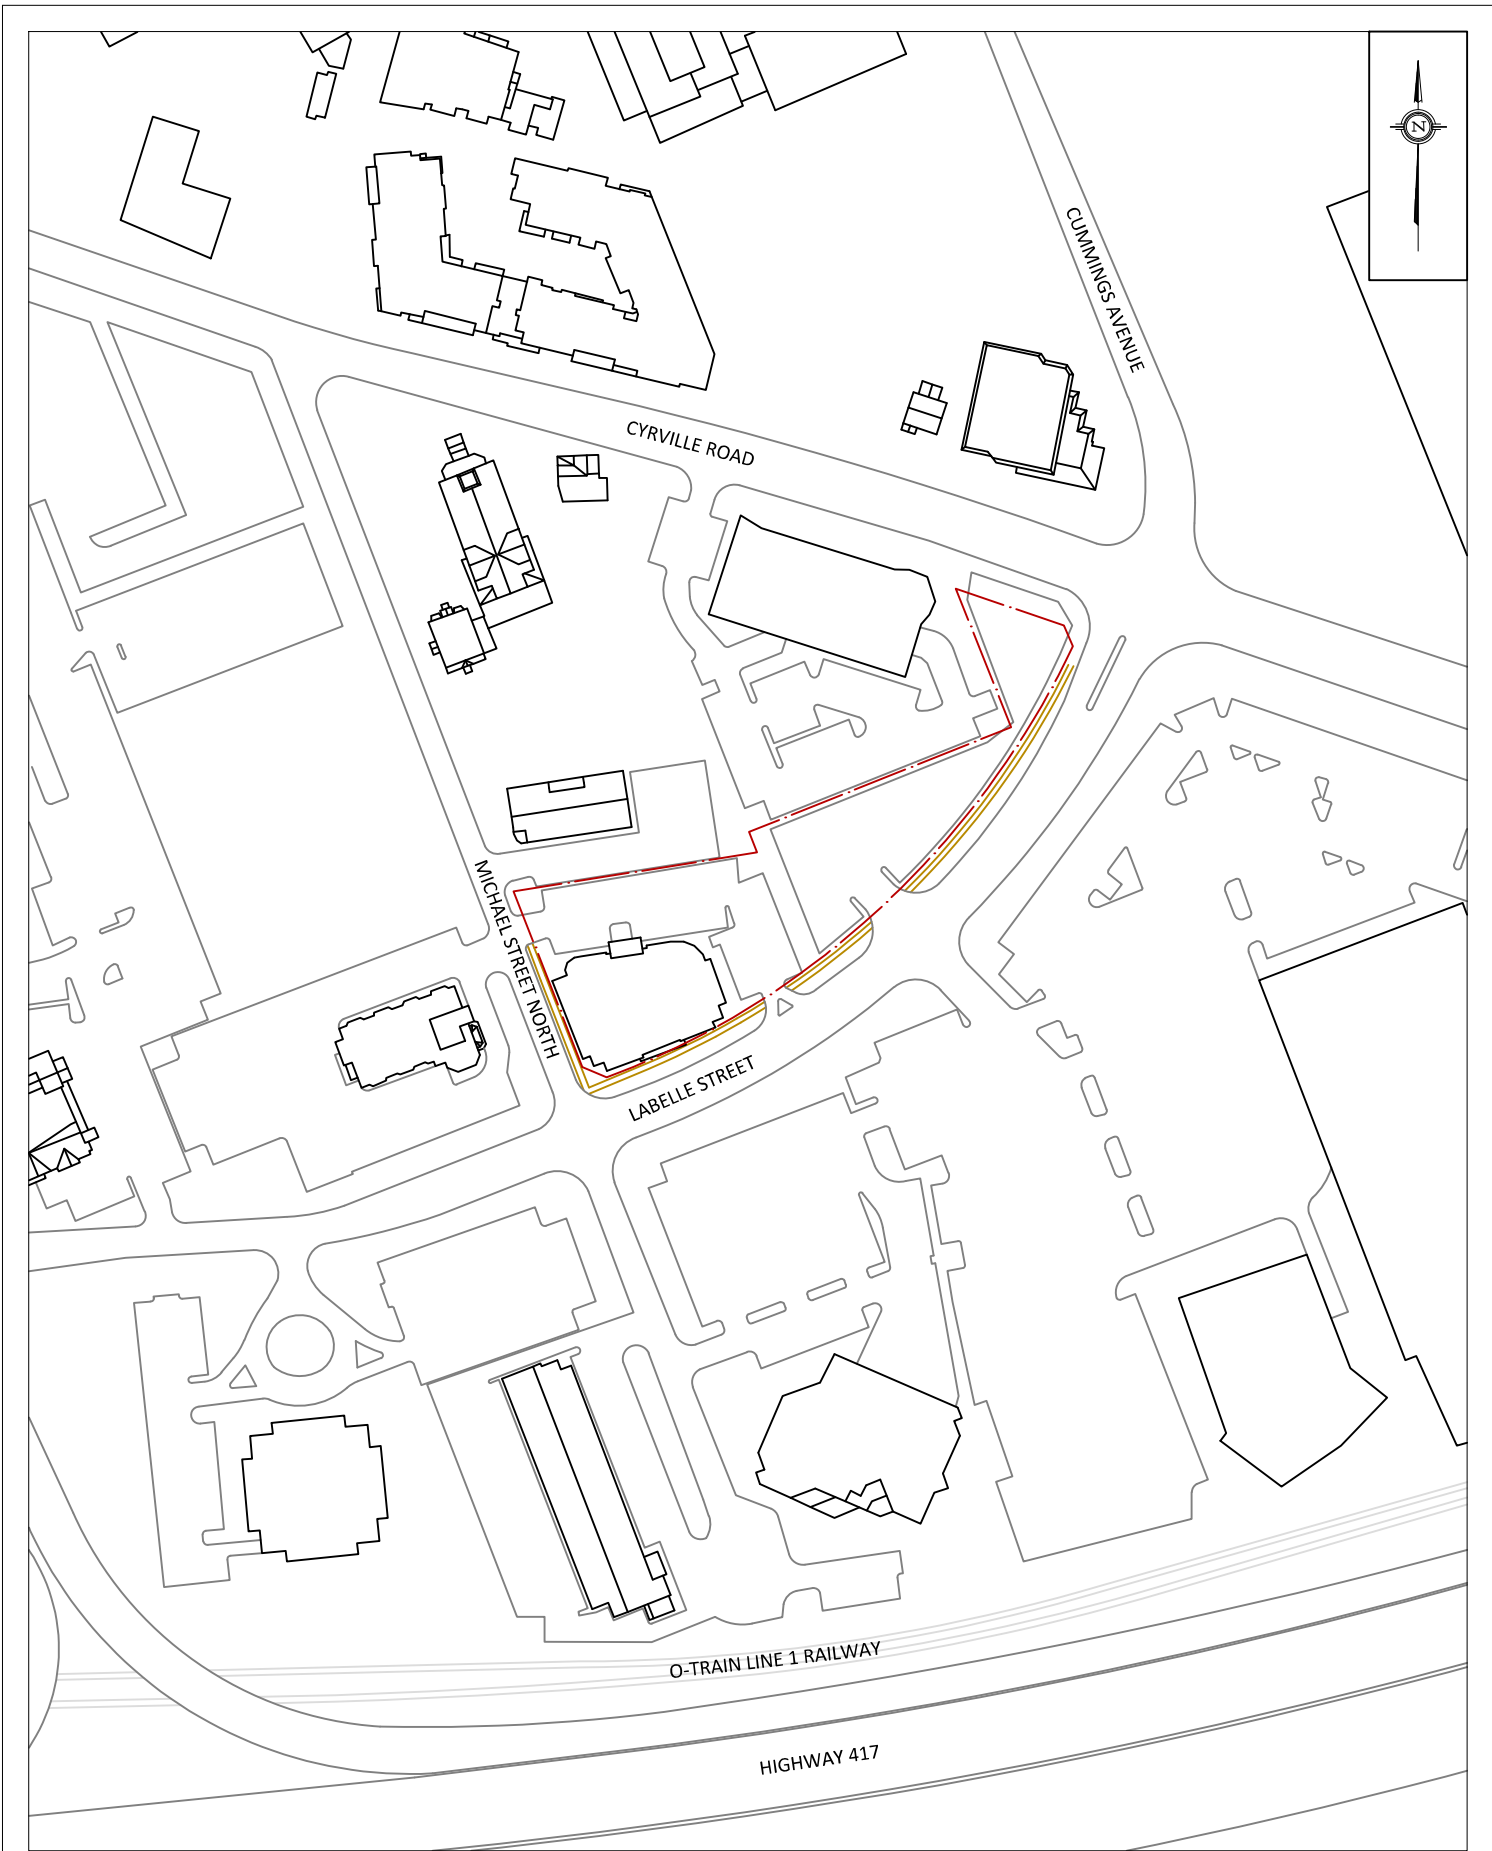 N
CUMMINGS AVENUE
CYRVILLE ROAD
MICHAEL STREET NORTH
LABELLE STREET
O-TRAIN LINE 1 RAILWAY
HIGHWAY 417